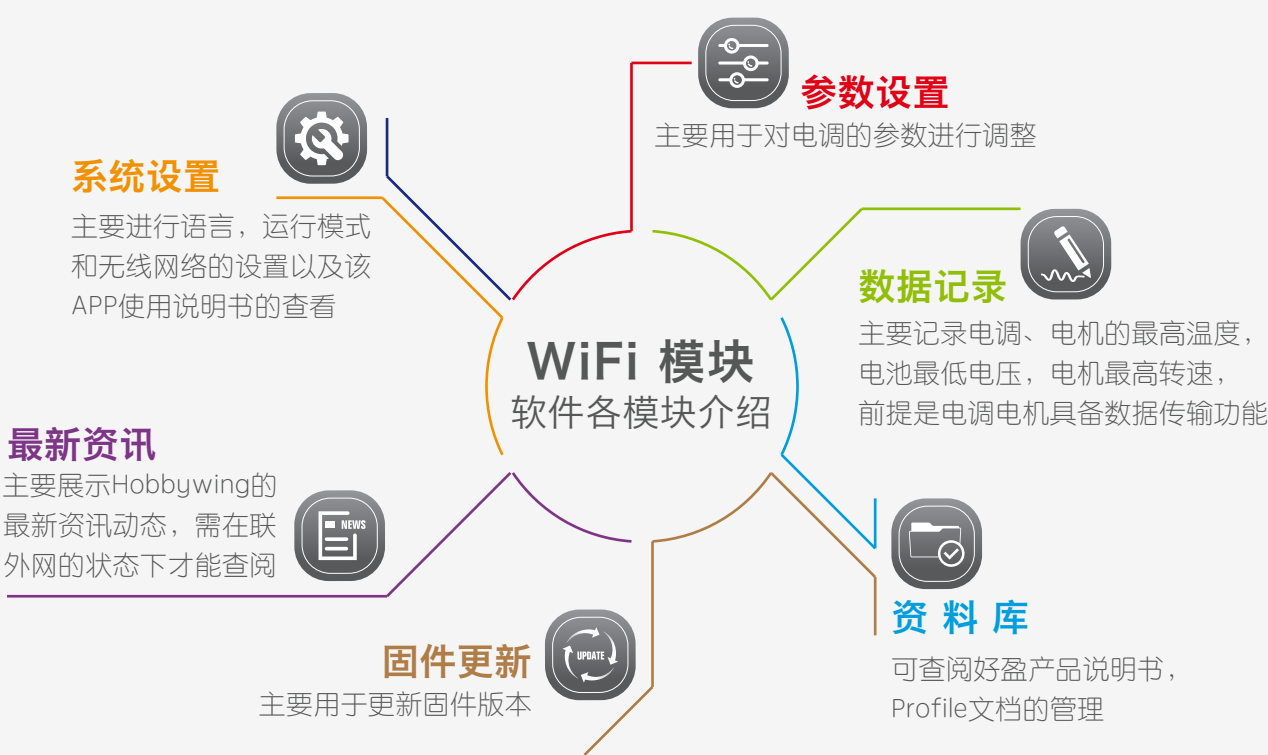 WiFi 模块
软件各模块介绍
参数设置
主要用于对电调的参数进行调整
数据记录
主要记录电调、电机的最高温度，
电池最低电压，电机最高转速，
前提是电调电机具备数据传输功能
资料库
可查阅好盈产品说明书，
Profile文档的管理
UPDATE
固件更新
主要用于更新固件版本
最新资讯
主要展示Hobbywing的
最新资讯动态，需在联
外网的状态下才能查阅
NEWS
系统设置
主要进行语言，运行模式
和无线网络的设置以及该
APP使用说明书的查看